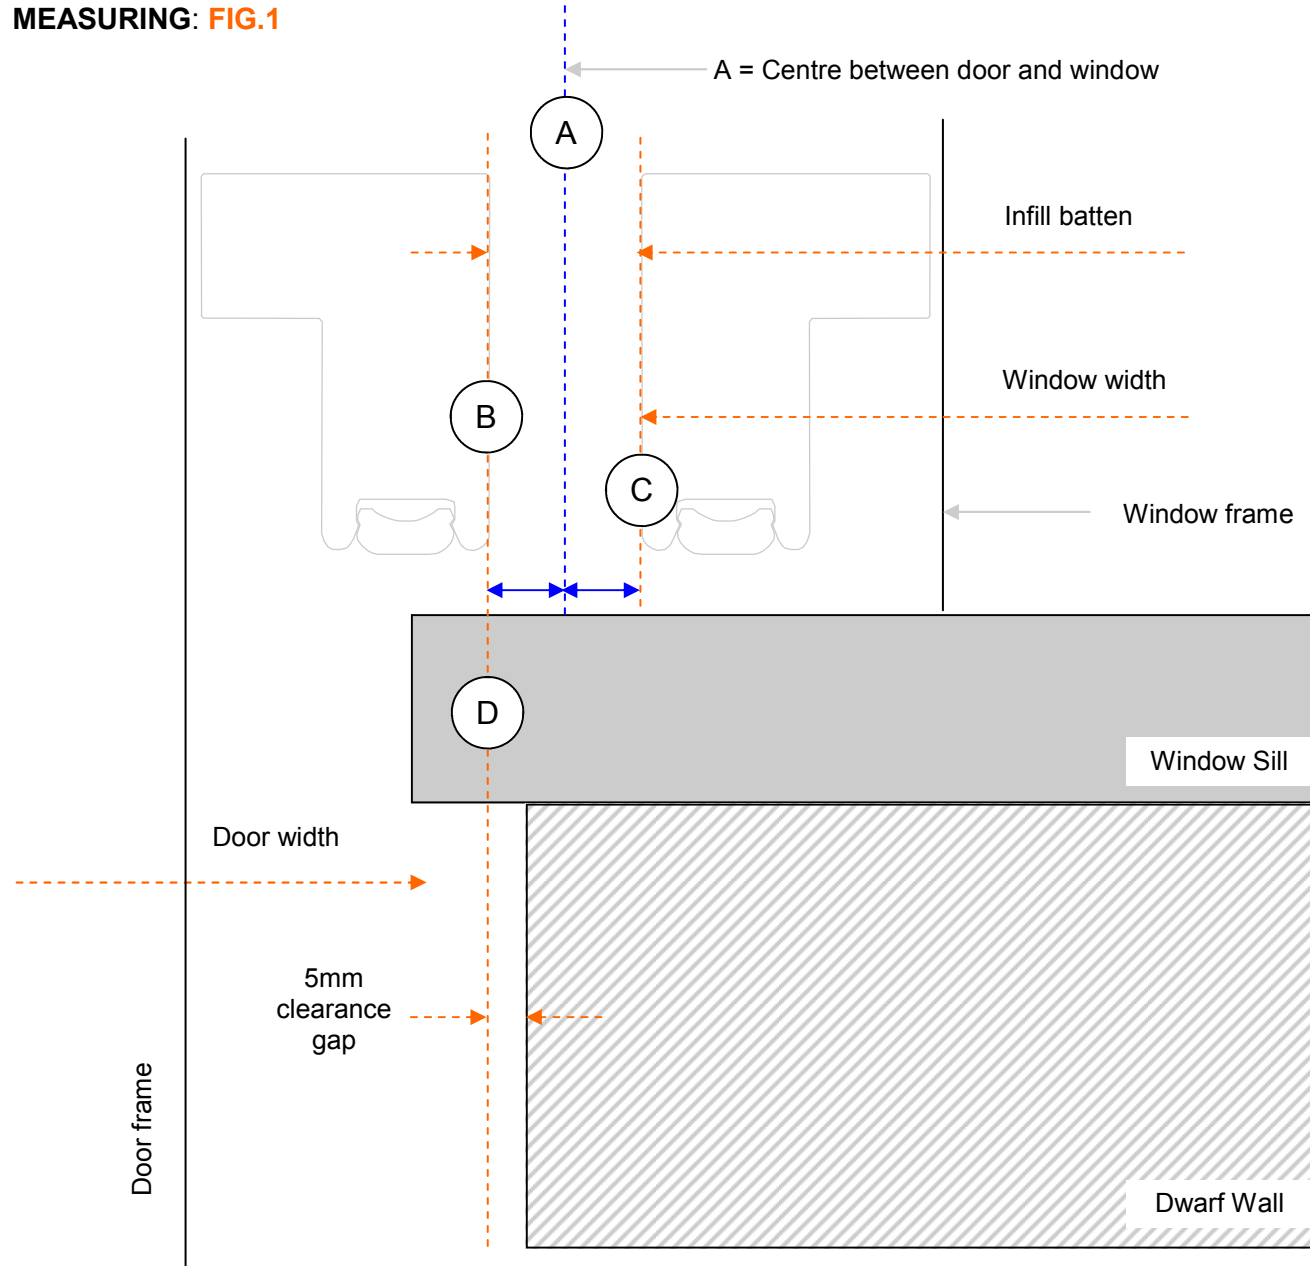 MEASURING: FIG.1
A = Centre between door and window
A
Infill batten
Window width
B
C
Window frame
D
Window Sill
Door width
5mm
clearance
gap
Door frame
Dwarf Wall